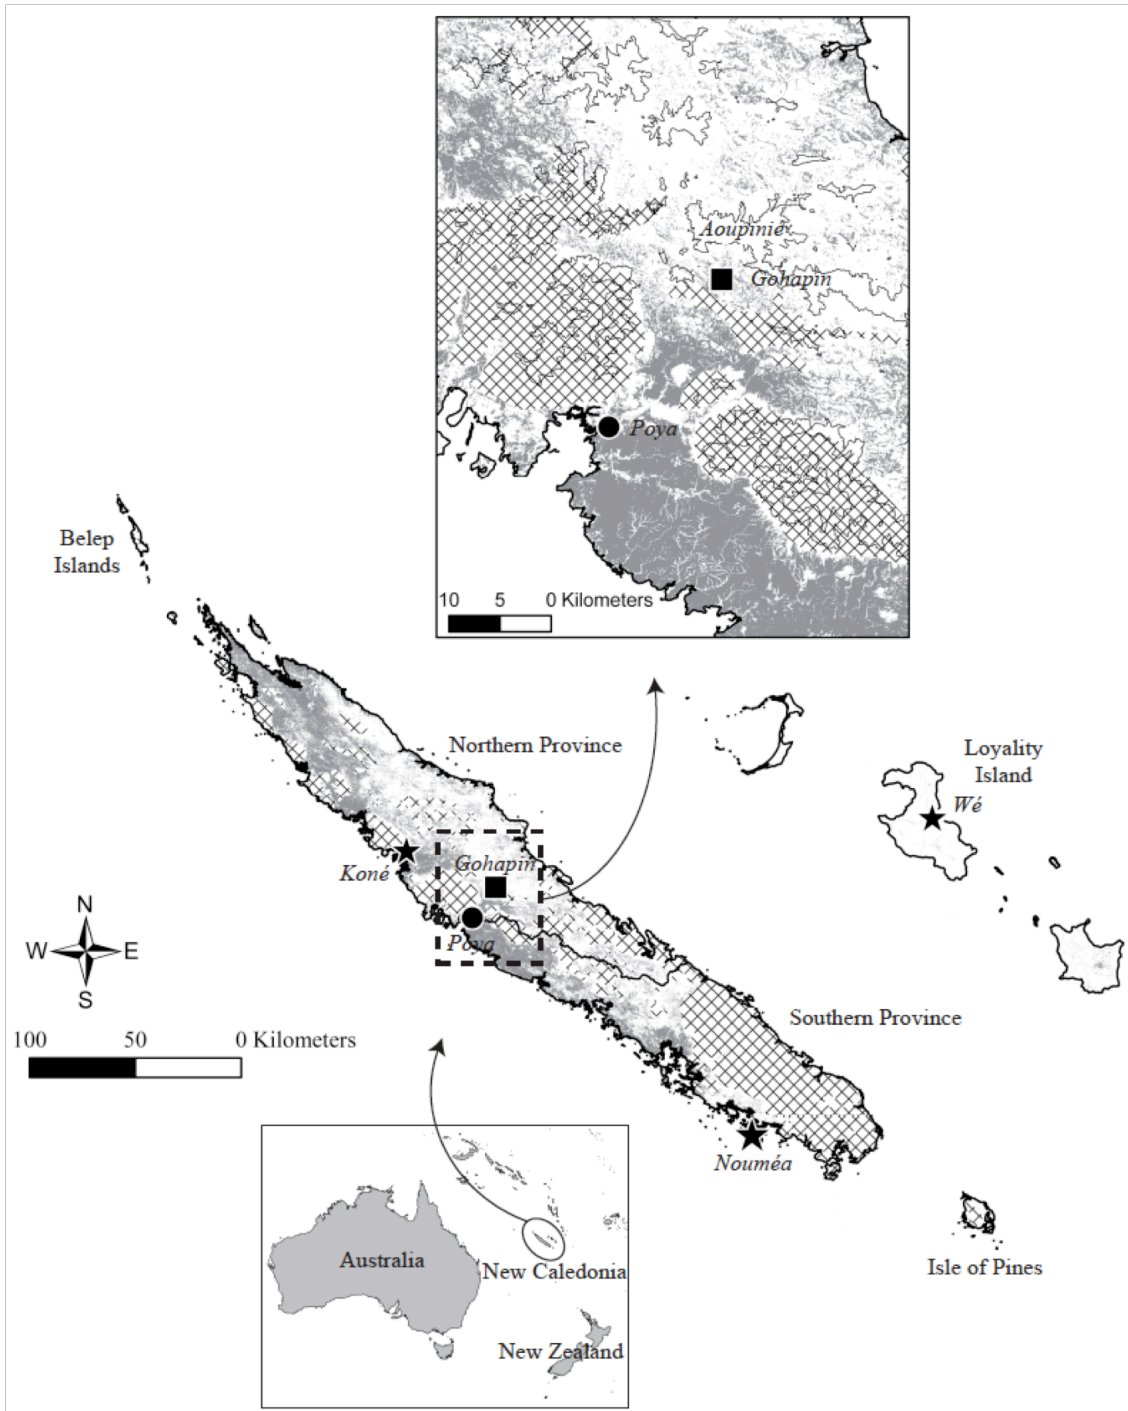 Aoupinié
Gohapin
Poya
10 5 0 Kilometers
Belep
Islands
Northern Province
Loyality
Island
Wé
Gohapin
Koné
Poya
N
W E
S
Southern Province
100 50 0 Kilometers
Nouméa
Australia
New Caledonia
Isle of Pines
New Zealand